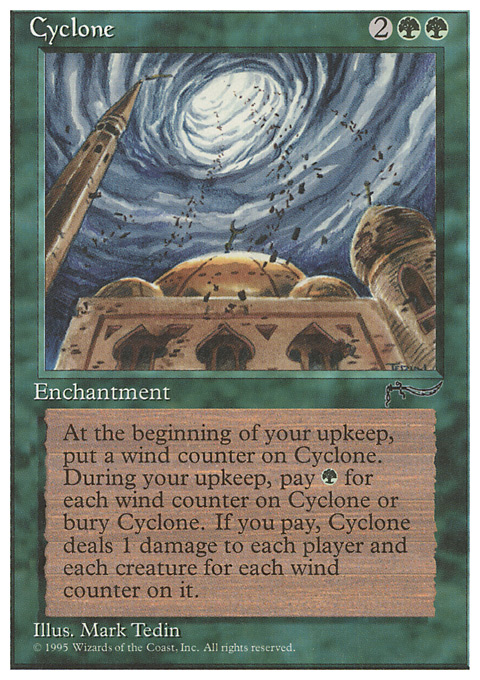 Cyclone 2
Enchantment
At the beginning of your upkeep,
put a wind counter on Cyclone.
During your upkeep, pay for
each wind counter on Cyclone or
bury Cyclone. If you pay, Cyclone
deals 1 damage to each player and
each creature for each wind
counter on it.
Illus. Mark Tedin
© 1995 Wizards of the Coast, Inc. All rights reserved.